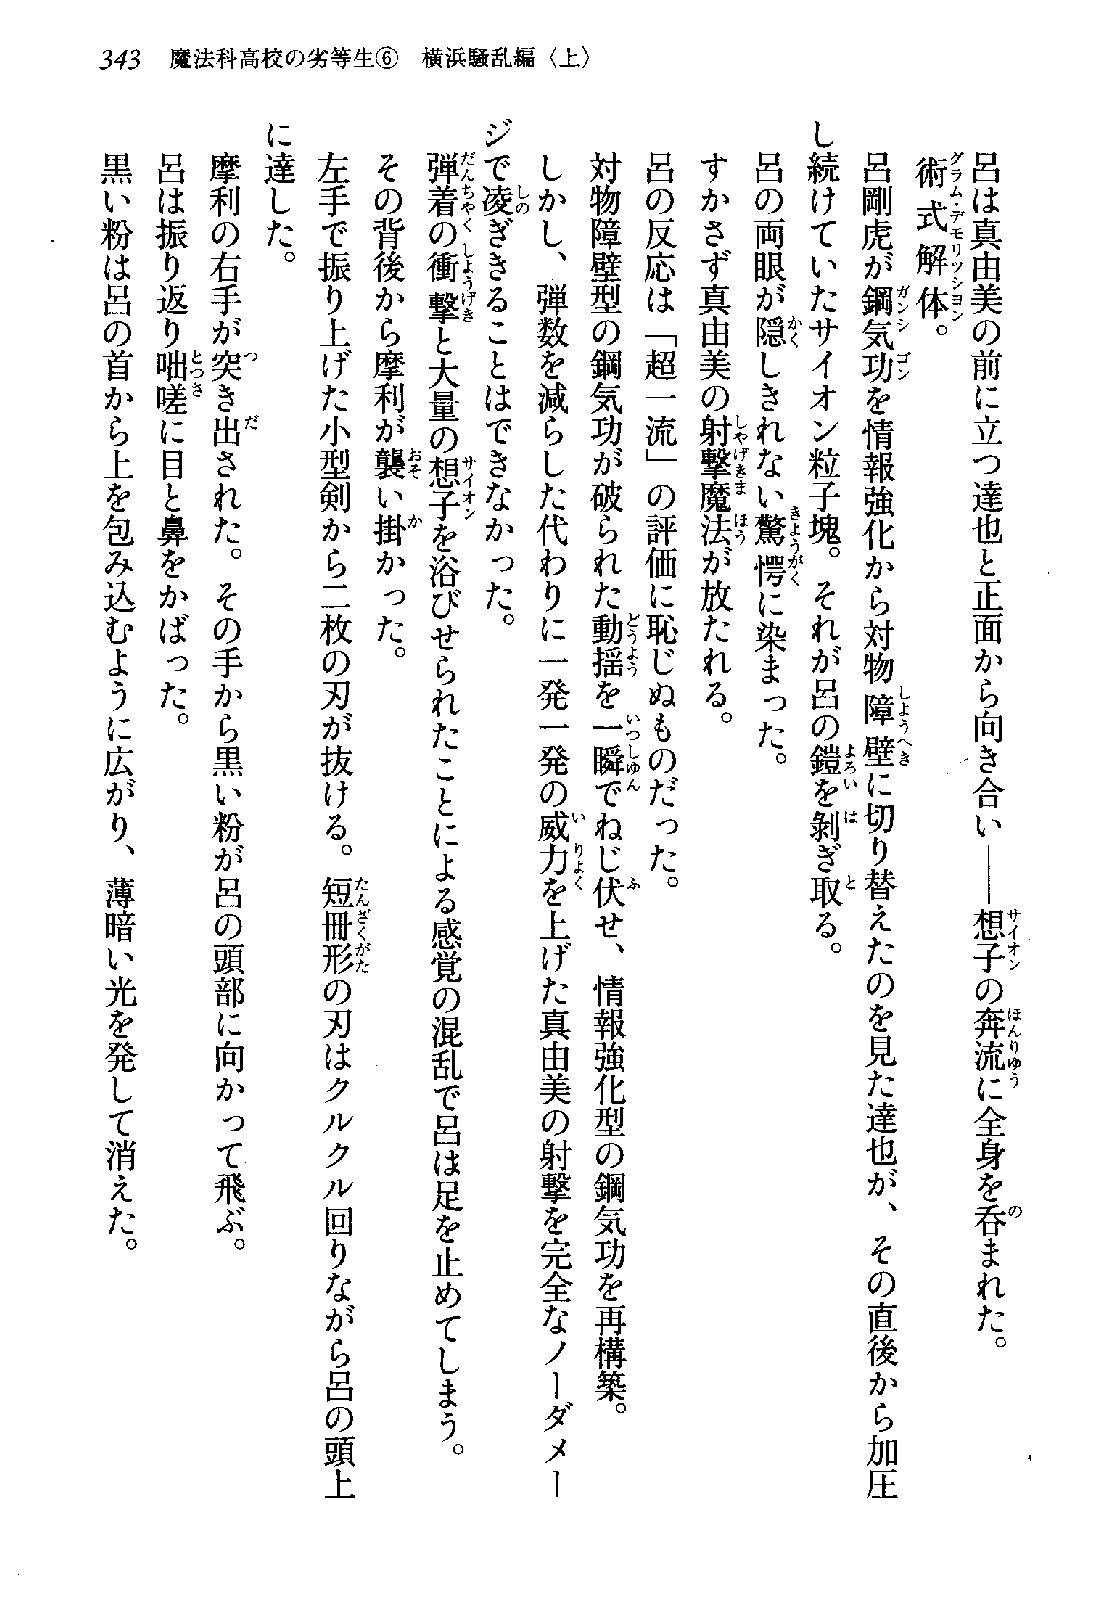 343　魔法科高校の劣等生⑥　横浜騒乱編〈上〉
呂は真由美の前に立つ達也と正面から向き合い――想子の奔流に全身を呑まれた。
術式解体。
呂剛虎が鋼気功を情報強化から対物障壁に切り替えたのを見た達也が、その直後から加圧
し続けていたサイオン粒子塊。それが呂の鎧を剝ぎ取る。
呂の両眼が隠しきれない驚愕に染まった。
すかさず真由美の射撃魔法が放たれる。
呂の反応は「超一流」の評価に恥じぬものだった。
対物障壁型の鋼気功が破られた動揺を一瞬でねじ伏せ、情報強化型の鋼気功を再構築。
しかし、弾数を減らした代わりに一発一発の威力を上げた真由美の射撃を完全なノーダメー
ジで凌ぎきることはできなかった。
弾着の衝撃と大量の想子を浴びせられたことによる感覚の混乱で呂は足を止めてしまう。
その背後から摩利が襲い掛かった。
左手で振り上げた小型剣から二枚の刃が抜ける。短冊形の刃はクルクル回りながら呂の頭上
に達した。
摩利の右手が突き出された。その手から黒い粉が呂の頭部に向かって飛ぶ。
呂は振り返り咄嗟に目と鼻をかばった。
黒い粉は呂の首から上を包み込むように広がり、薄暗い光を発して消えた。